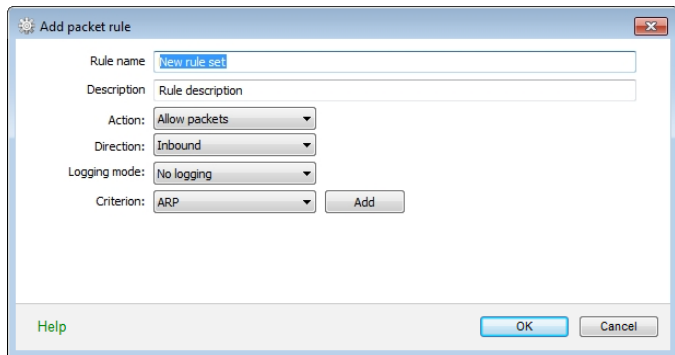 Add packet rule
Rule name New rule set
Description Rule description
Action: Allow packets
Direction: Inbound
Logging mode: No logging
Criterion: ARP Add
Help OK Cancel